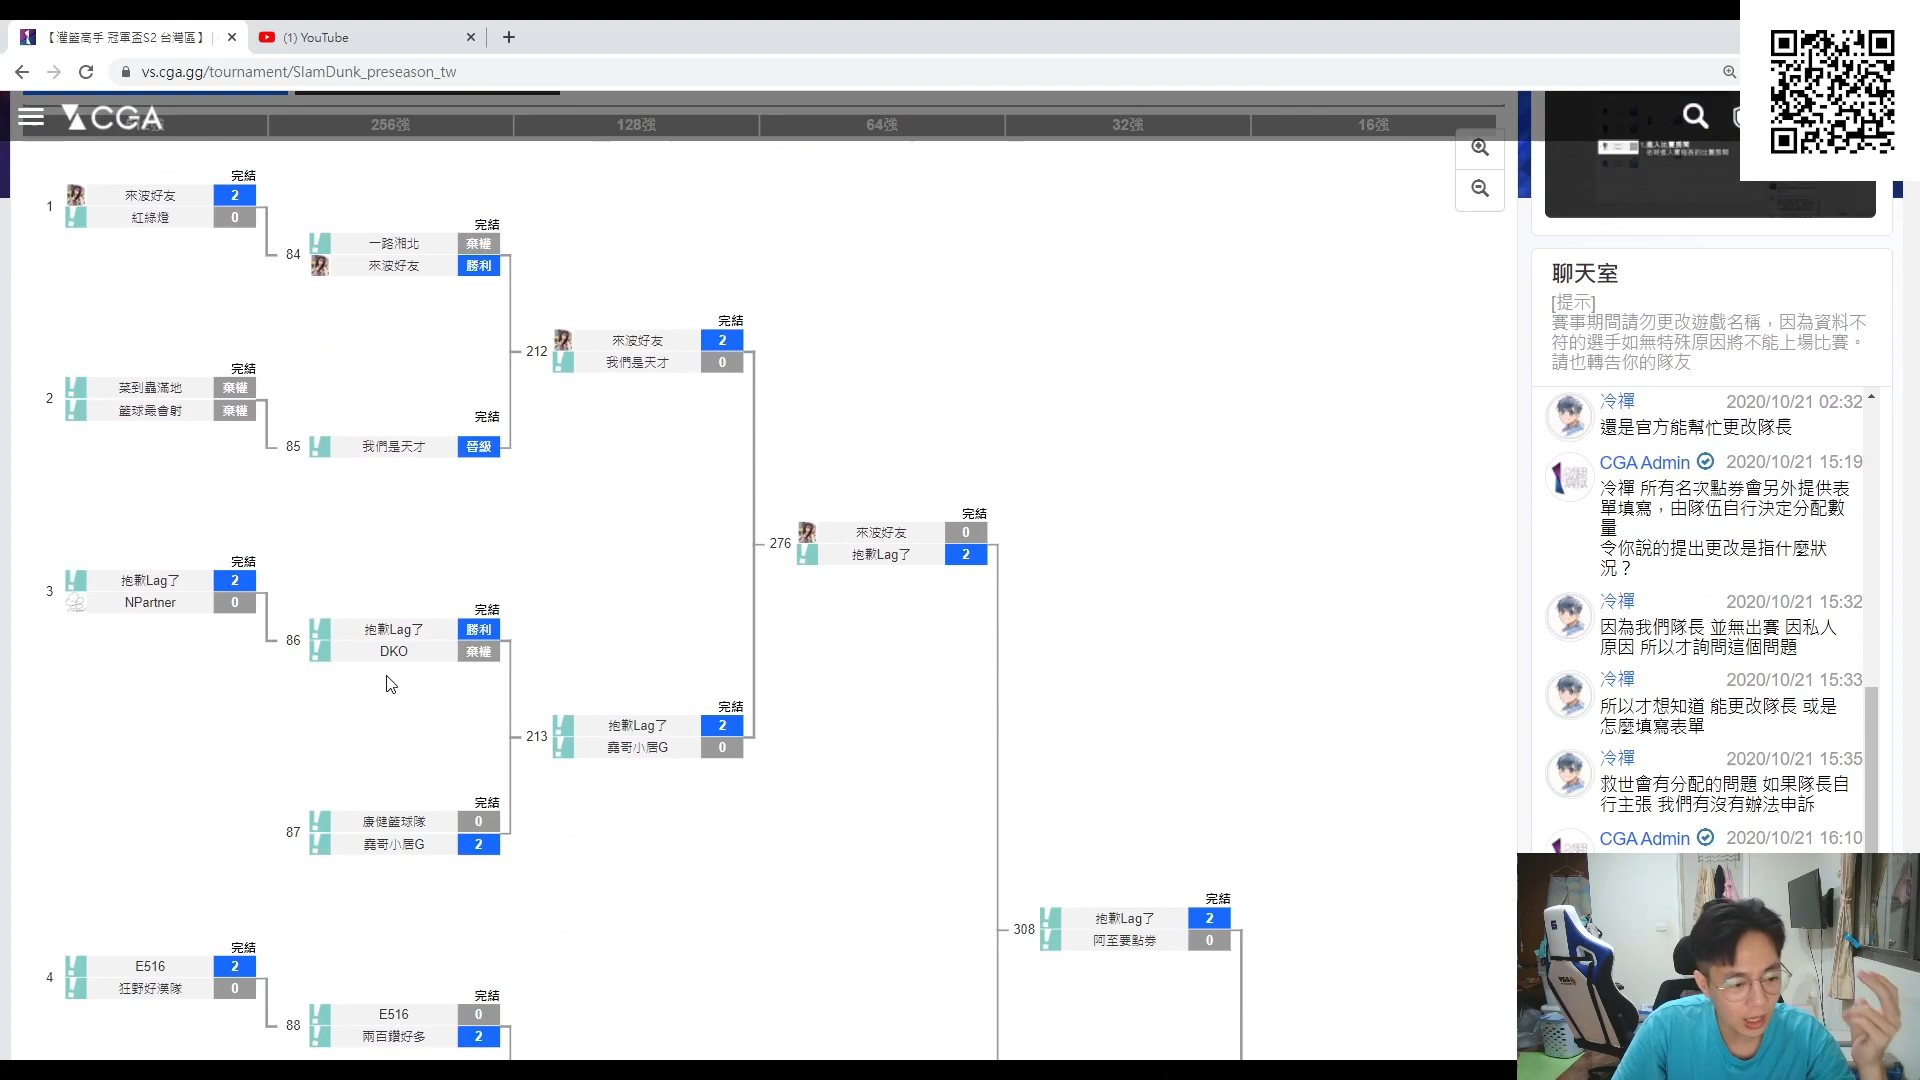 【灌籃高手 冠軍盃S2 台灣區】 |
(1) YouTube
vs.cga.gg/tournament/SlamDunk_preseason_tw
CGA
256強
128強
64強
32強
16強
1
完結
來波好友 2
紅綠燈 0
84
完結
一路湘北 棄權
來波好友 勝利
212
完結
來波好友 2
我們是天才 0
2
完結
菜到蟲滿地 棄權
籃球最會射 棄權
85
完結
我們是天才 晉級
276
完結
來波好友 0
抱歉Lag了 2
3
完結
抱歉Lag了 2
NPartner 0
86
完結
抱歉Lag了 勝利
DKO 棄權
213
完結
抱歉Lag了 2
堯哥小居G 0
87
完結
康健籃球隊 0
堯哥小居G 2
308
完結
抱歉Lag了 2
阿至要點券 0
4
完結
E516 2
狂野好漢隊 0
88
完結
E516 0
兩百鑽好多 2
1.進入比賽房間
聊天室
[提示]
賽事期間請勿更改遊戲名稱，因為資料不
符的選手如無特殊原因將不能上場比賽。
請也轉告你的隊友
冷禪 2020/10/21 02:32
還是官方能幫忙更改隊長
CGA Admin 2020/10/21 15:19
冷禪 所有名次點券會另外提供表
單填寫，由隊伍自行決定分配數
量
令你說的提出更改是指什麼狀
況？
冷禪 2020/10/21 15:32
因為我們隊長 並無出賽 因私人
原因 所以才詢問這個問題
冷禪 2020/10/21 15:33
所以才想知道 能更改隊長 或是
怎麼填寫表單
冷禪 2020/10/21 15:35
救世會有分配的問題 如果隊長自
行主張 我們有沒有辦法申訴
CGA Admin 2020/10/21 16:10